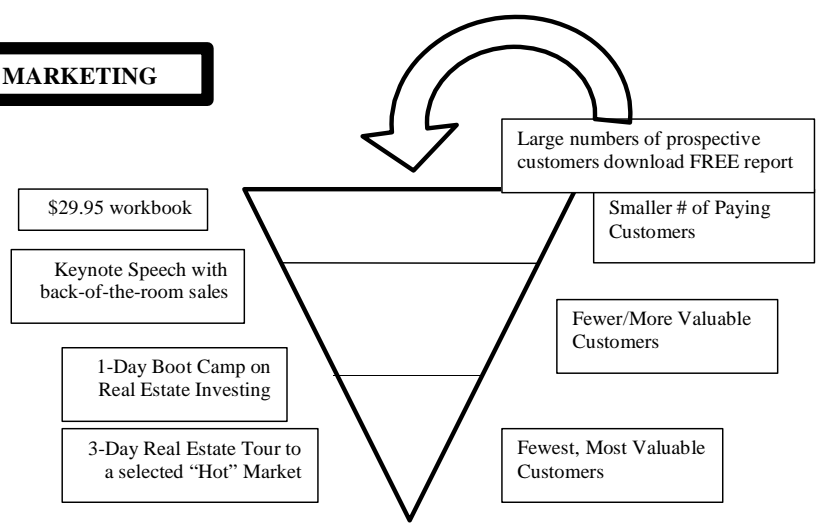 MARKETING
Large numbers of prospective
customers download FREE report
$29.95 workbook
Smaller # of Paying
Customers
Keynote Speech with
back-of-the-room sales
Fewer/More Valuable
Customers
1-Day Boot Camp on
Real Estate Investing
3-Day Real Estate Tour to
a selected “Hot” Market
Fewest, Most Valuable
Customers